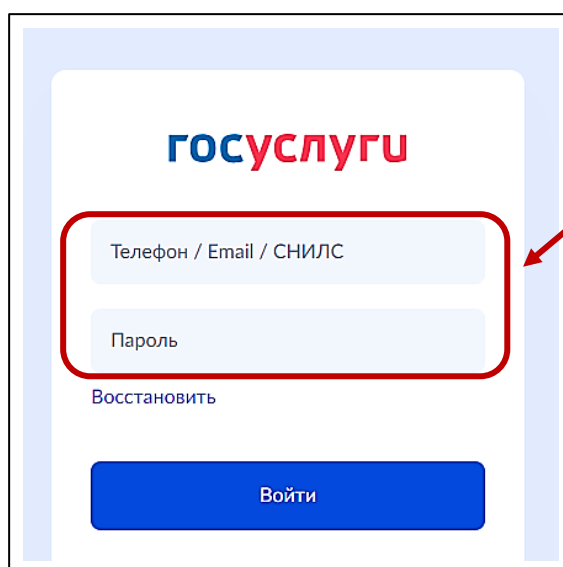 госуслуги
Телефон / Email / СНИЛС
Пароль
Восстановить
Войти